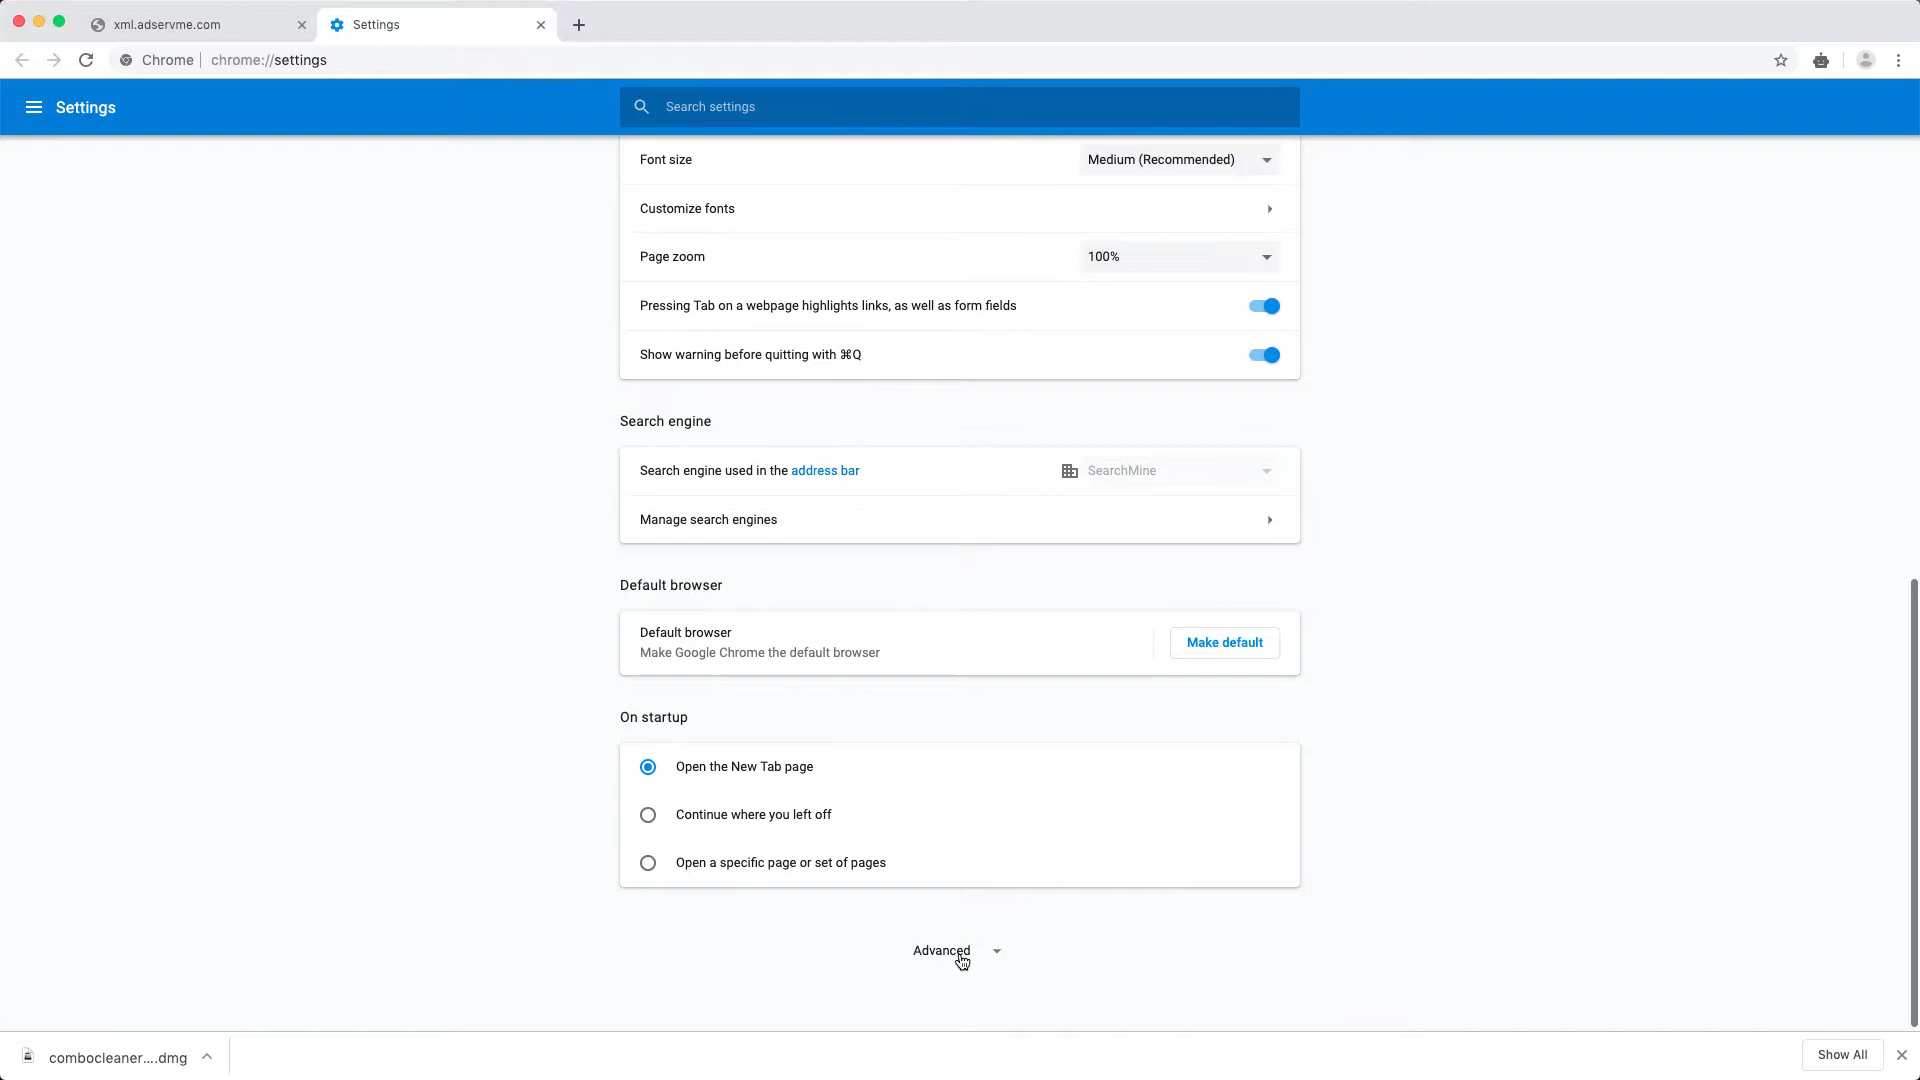 xml.adservme.com
Settings
Chrome | chrome://settings
Settings
Search settings
Font size
Medium (Recommended)
Customize fonts
Page zoom
100%
Pressing Tab on a webpage highlights links, as well as form fields
Show warning before quitting with ⌘Q
Search engine
Search engine used in the address bar
SearchMine
Manage search engines
Default browser
Default browser
Make Google Chrome the default browser
Make default
On startup
Open the New Tab page
Continue where you left off
Open a specific page or set of pages
Advanced
combocleaner....dmg
Show All